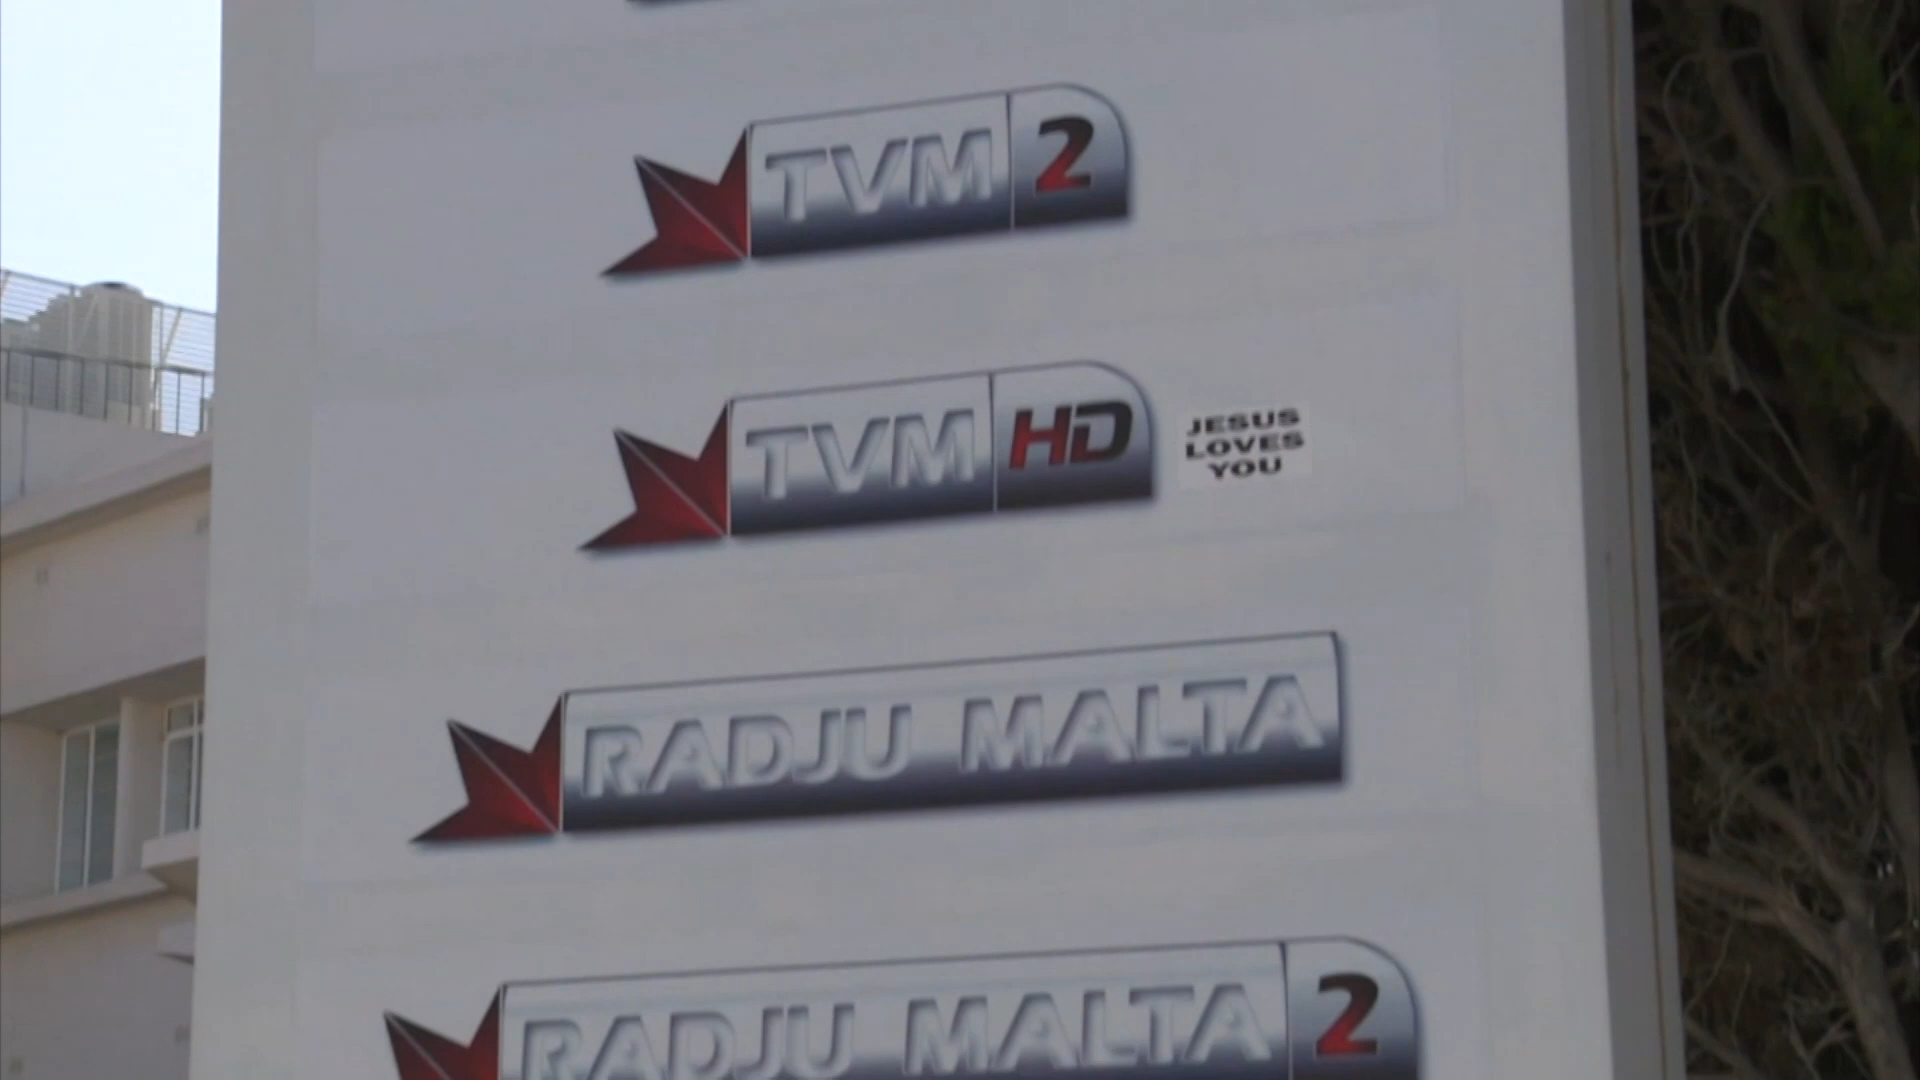 TVM 2
TVM HD
JESUS
LOVES
YOU
RADJU MALTA
RADJU MALTA 2